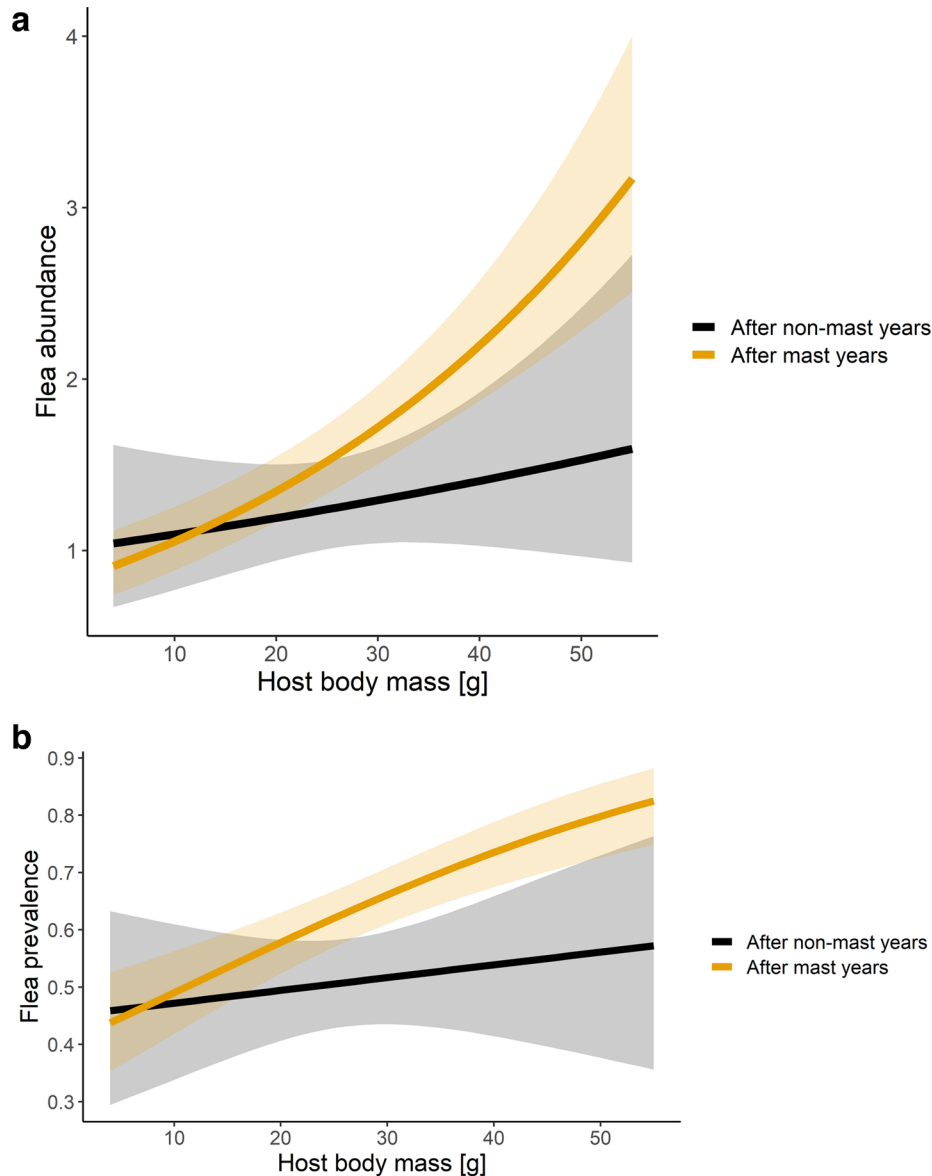 a
4
3
2
1
Flea abundance
10 20 30 40 50
Host body mass [g]
After non-mast years
After mast years
b
0.9
0.8
0.7
0.6
0.5
0.4
0.3
Flea prevalence
10 20 30 40 50
Host body mass [g]
After non-mast years
After mast years